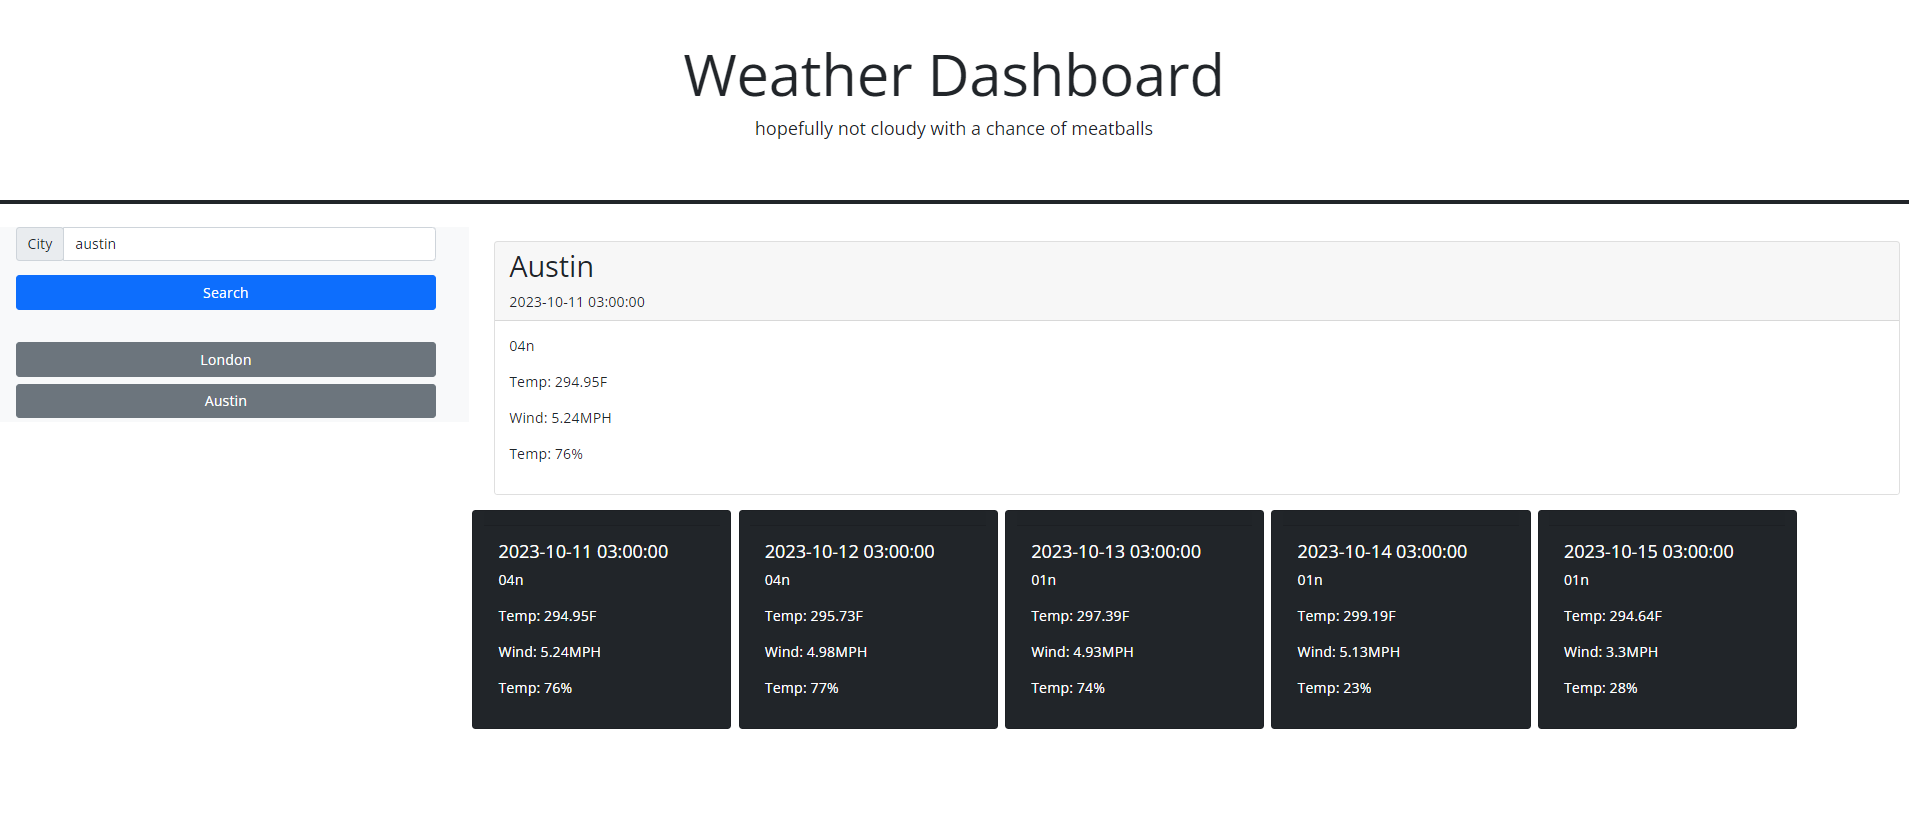 Weather Dashboard
hopefully not cloudy with a chance of meatballs
City austin
Search
London
Austin
Austin
2023-10-11 03:00:00
04n
Temp: 294.95F
Wind: 5.24MPH
Temp: 76%
2023-10-11 03:00:00
04n
Temp: 294.95F
Wind: 5.24MPH
Temp: 76%
2023-10-12 03:00:00
04n
Temp: 295.73F
Wind: 4.98MPH
Temp: 77%
2023-10-13 03:00:00
01n
Temp: 297.39F
Wind: 4.93MPH
Temp: 74%
2023-10-14 03:00:00
01n
Temp: 299.19F
Wind: 5.13MPH
Temp: 23%
2023-10-15 03:00:00
01n
Temp: 294.64F
Wind: 3.3MPH
Temp: 28%